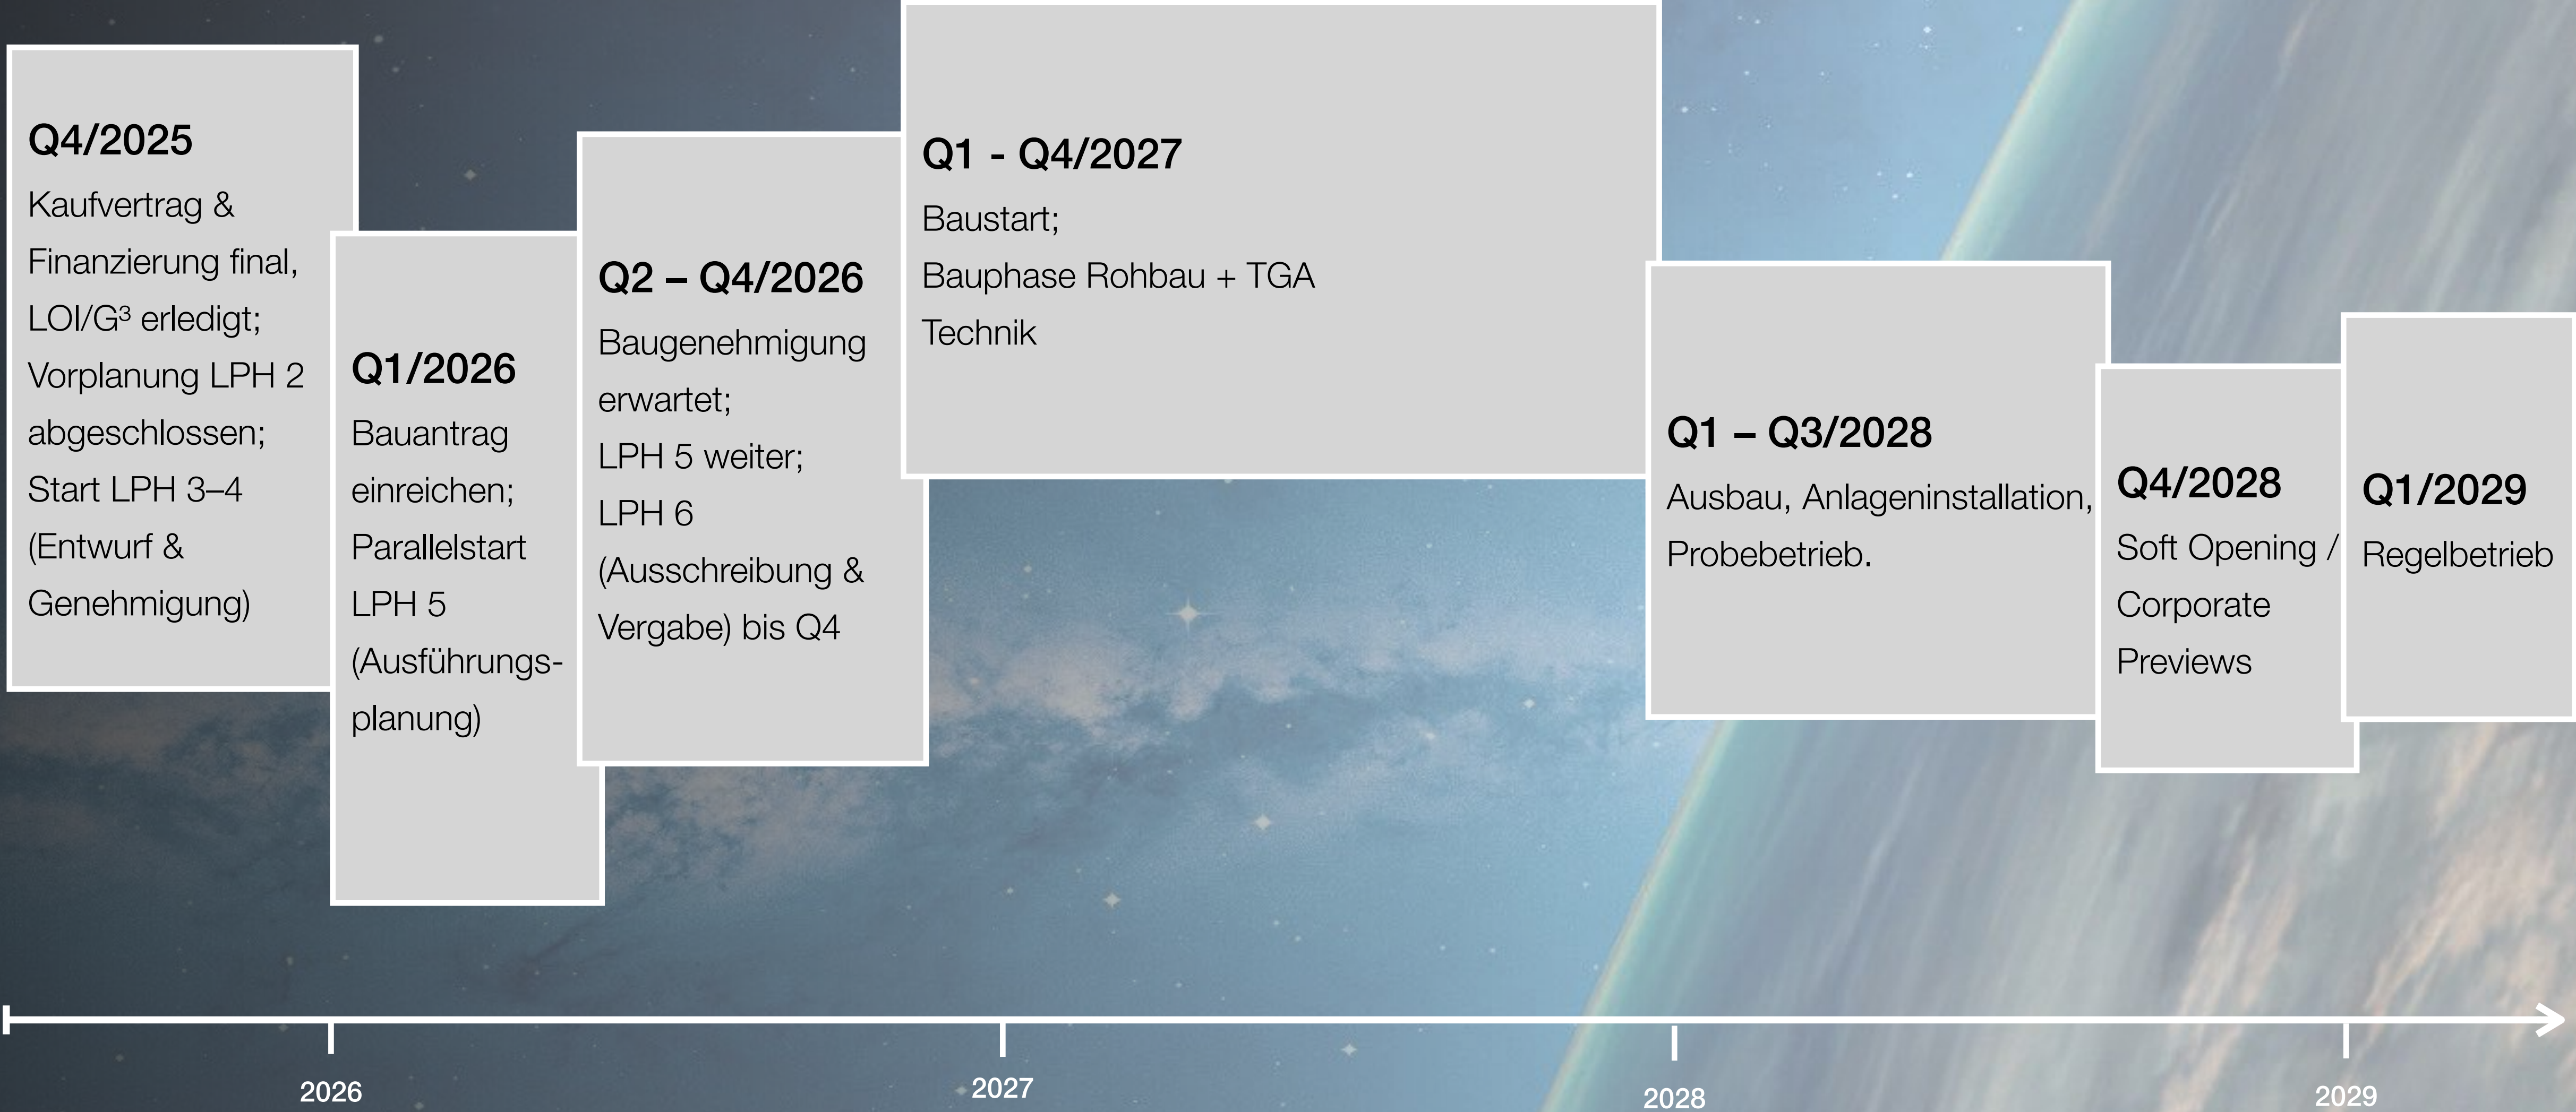 Q4/2025
Kaufvertrag &
Finanzierung final,
LOI/G³ erledigt;
Vorplanung LPH 2
abgeschlossen;
Start LPH 3–4
(Entwurf &
Genehmigung)
Q1/2026
Bauantrag
einreichen;
Parallelstart
LPH 5
(Ausführungs-
planung)
Q2 – Q4/2026
Baugenehmigung
erwartet;
LPH 5 weiter;
LPH 6
(Ausschreibung &
Vergabe) bis Q4
Q1 - Q4/2027
Baustart;
Bauphase Rohbau + TGA
Technik
Q1 – Q3/2028
Ausbau, Anlageninstallation,
Probebetrieb.
Q4/2028
Soft Opening /
Corporate
Previews
Q1/2029
Regelbetrieb
2026
2027
2028
2029